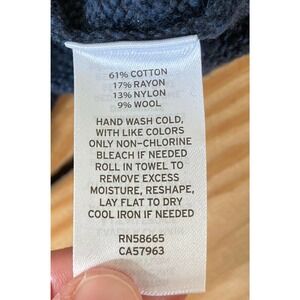 61% COTTON
17% RAYON
13% NYLON
9% WOOL
HAND WASH COLD,
WITH LIKE COLORS
ONLY NON-CHLORINE
BLEACH IF NEEDED
ROLL IN TOWEL TO
REMOVE EXCESS
MOISTURE, RESHAPE,
LAY FLAT TO DRY
COOL IRON IF NEEDED
RN58665
CA57963